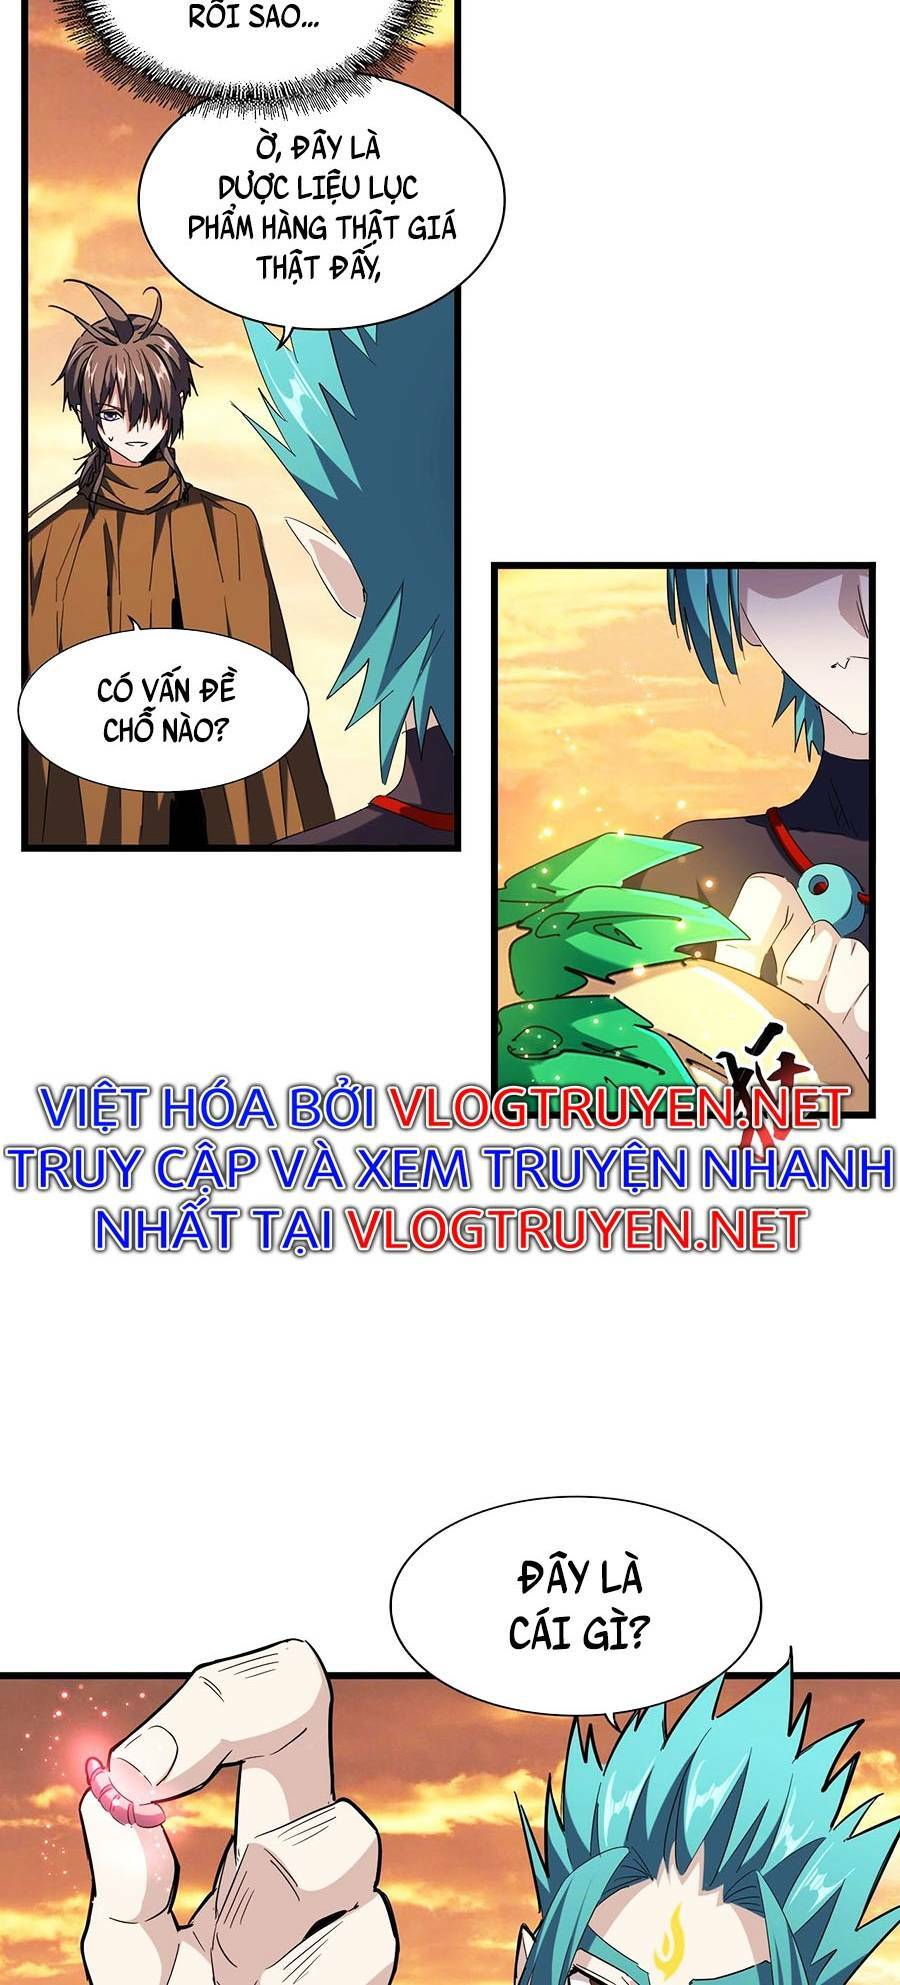 RỒI SAO...
Ờ, ĐÂY LÀ
DƯỢC LIỆU LỤC
PHẨM HÀNG THẬT GIÁ
THẬT ĐẤY,
CÓ VẤN ĐỀ
CHỖ NÀO?
VIỆT HÓA BỞI VLOGTRUYEN.NET
TRUY CẬP VÀ XEM TRUYỆN NHANH
NHẤT TẠI VLOGTRUYEN.NET
ĐÂY LÀ
CÁI GÌ?